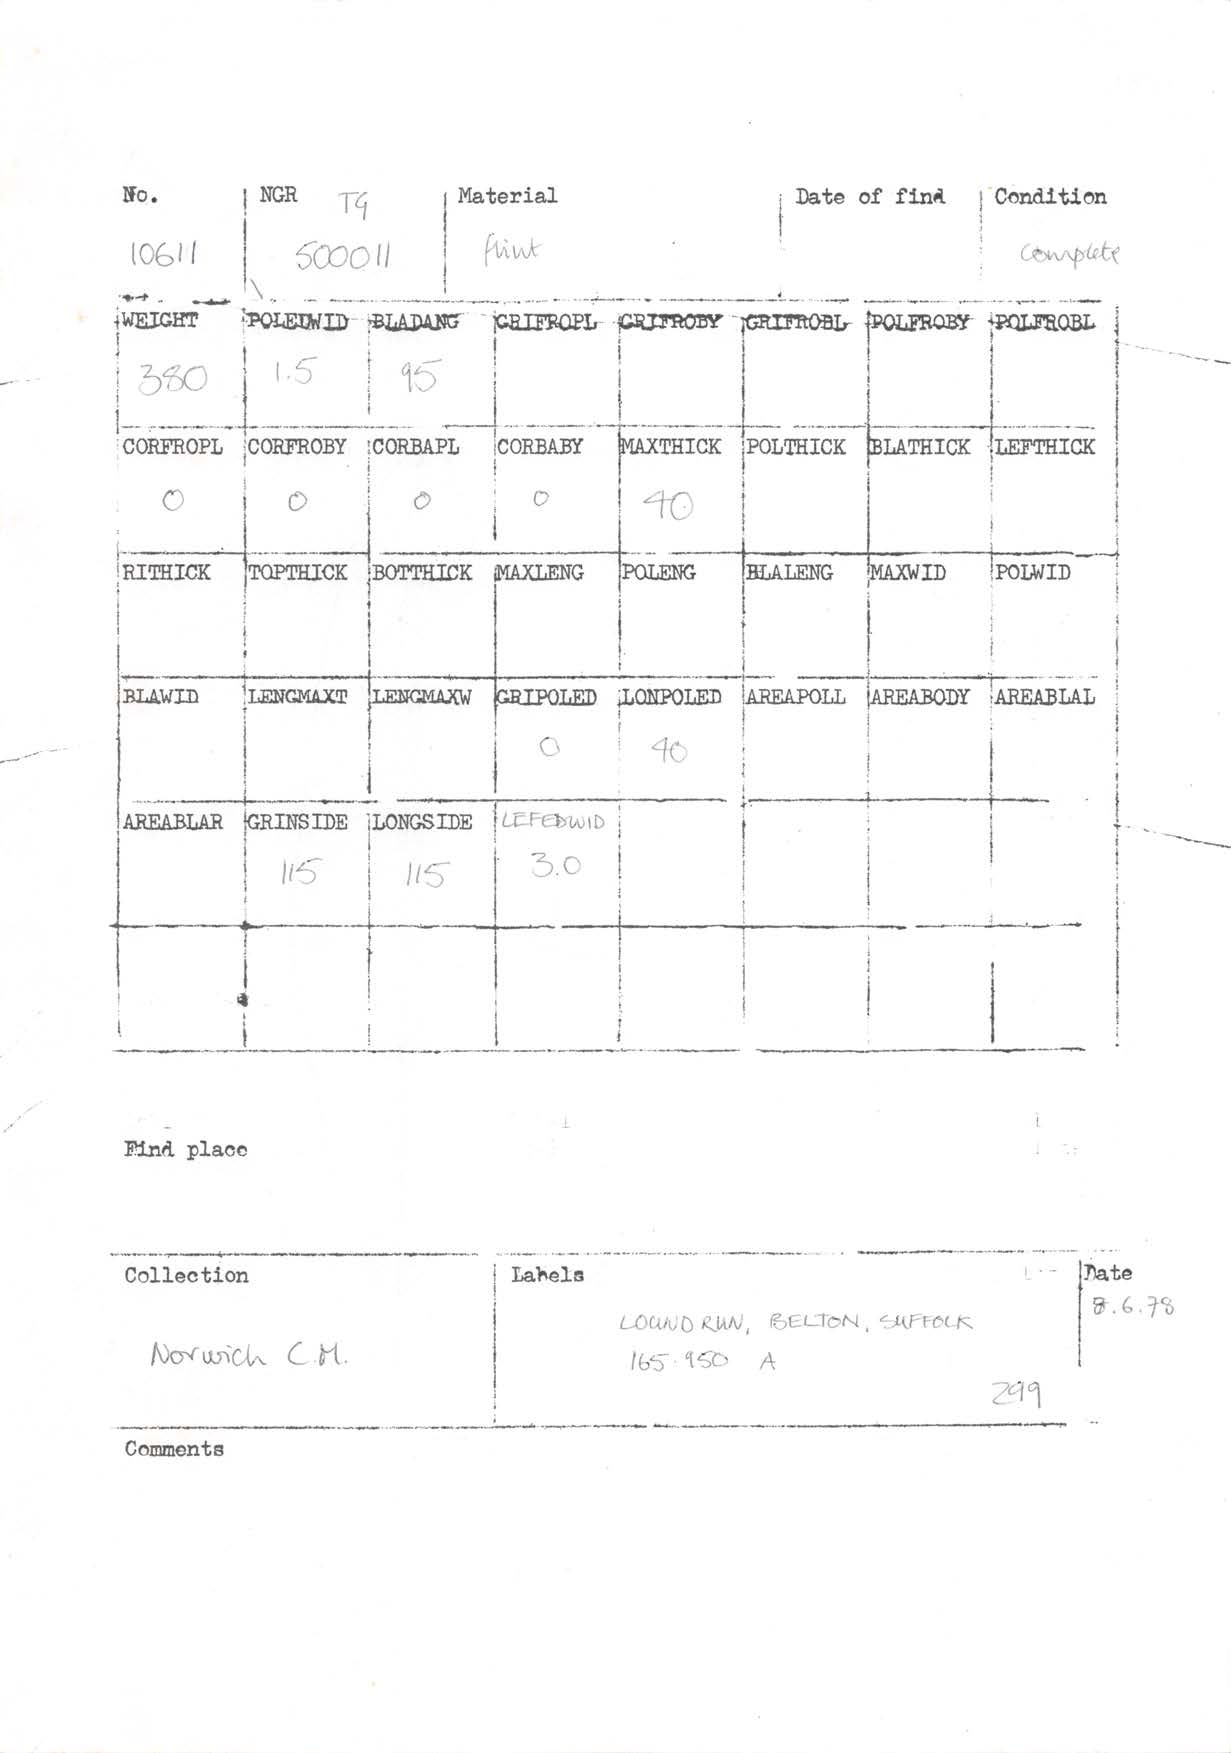 No. NGR TG Material Date of find Condition
10611 500011 flint complete
WEIGHT POLEDWID BLADANG GRIFROPL GRIFROBY GRIFROBL POLFROBY POLFROBL
380 1.5 95
CORFROPL CORFROBY CORBAPL CORBABY MAXTHICK POLTHICK BLATHICK LEFTHICK
0 0 0 0 40
RITHICK TOPTHICK BOTTHICK MAXLENG POLENG BLALENG MAXWID POLWID
BLAWID LENGMAXT LENGMAXW GRIPOLED LONPOLED AREAPOLL AREABODY AREABLAL
0 40
AREABLAR GRINSIDE LONGSIDE LEFEDWID
115 115 3.0
Find place
Collection Labels Date
8.6.78
LOUND RUN, BELTON, SUFFOLK
Norwich C.M. 165.950 A
299
Comments